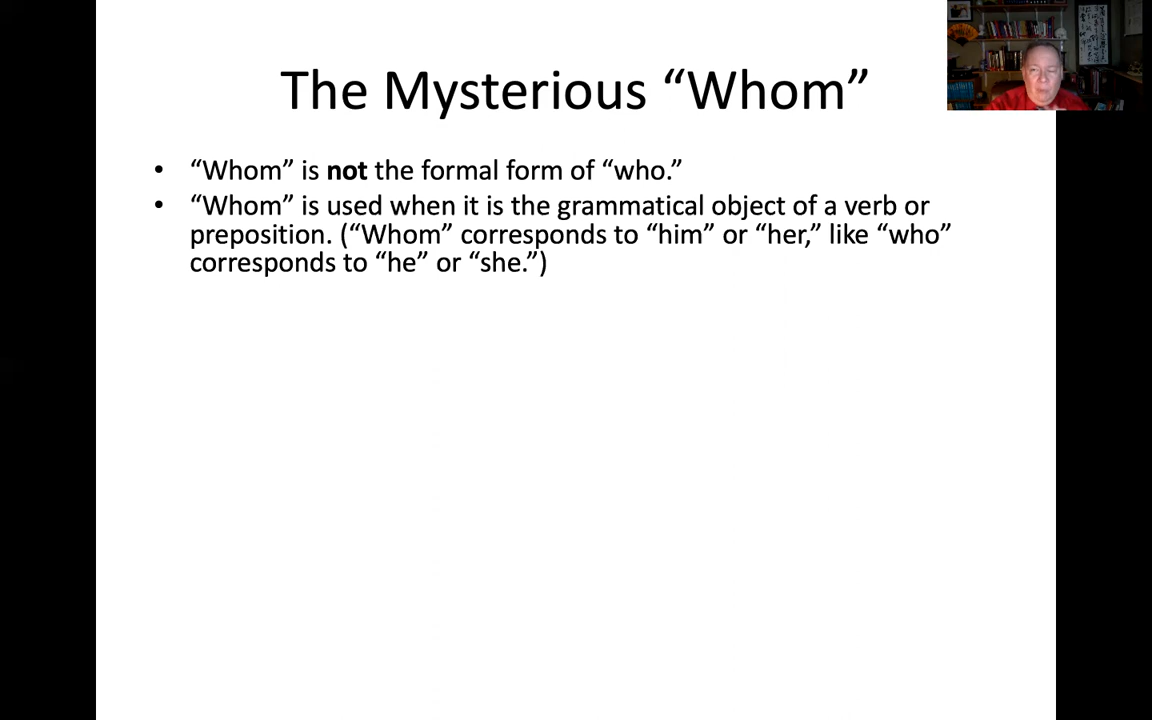 The Mysterious “Whom”
• “Whom” is not the formal form of “who.”
• “Whom” is used when it is the grammatical object of a verb or
preposition. (“Whom” corresponds to “him” or “her,” like “who”
corresponds to “he” or “she.”)